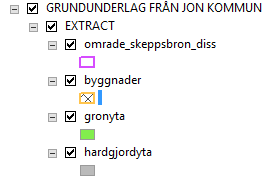 GRUNDUNDERLAG FRÅN JON KOMMUN
EXTRACT
omrade_skeppsbron_diss
byggnader
gronyta
hardgjordyta